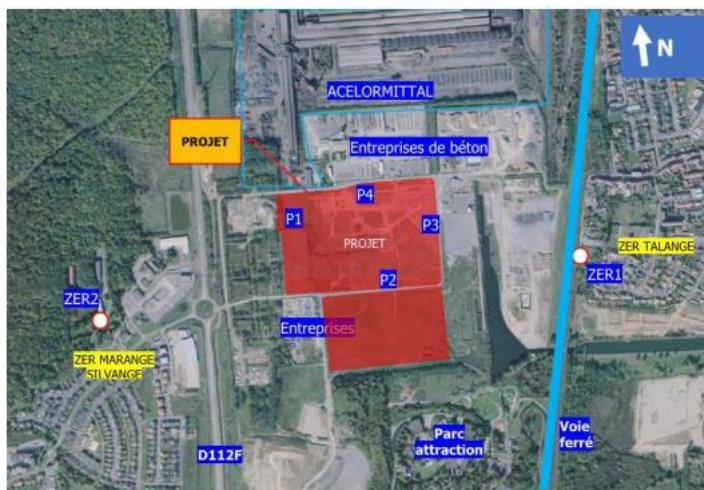 N
ACELORMITTAL
PROJET
Entreprises de béton
P4
P1
P3
PROJET
ZER TALANGE
ZER1
P2
ZER2
Entreprises
ZER MARANGE
SILVANGE
Parc
attraction
Voie
ferré
D112F